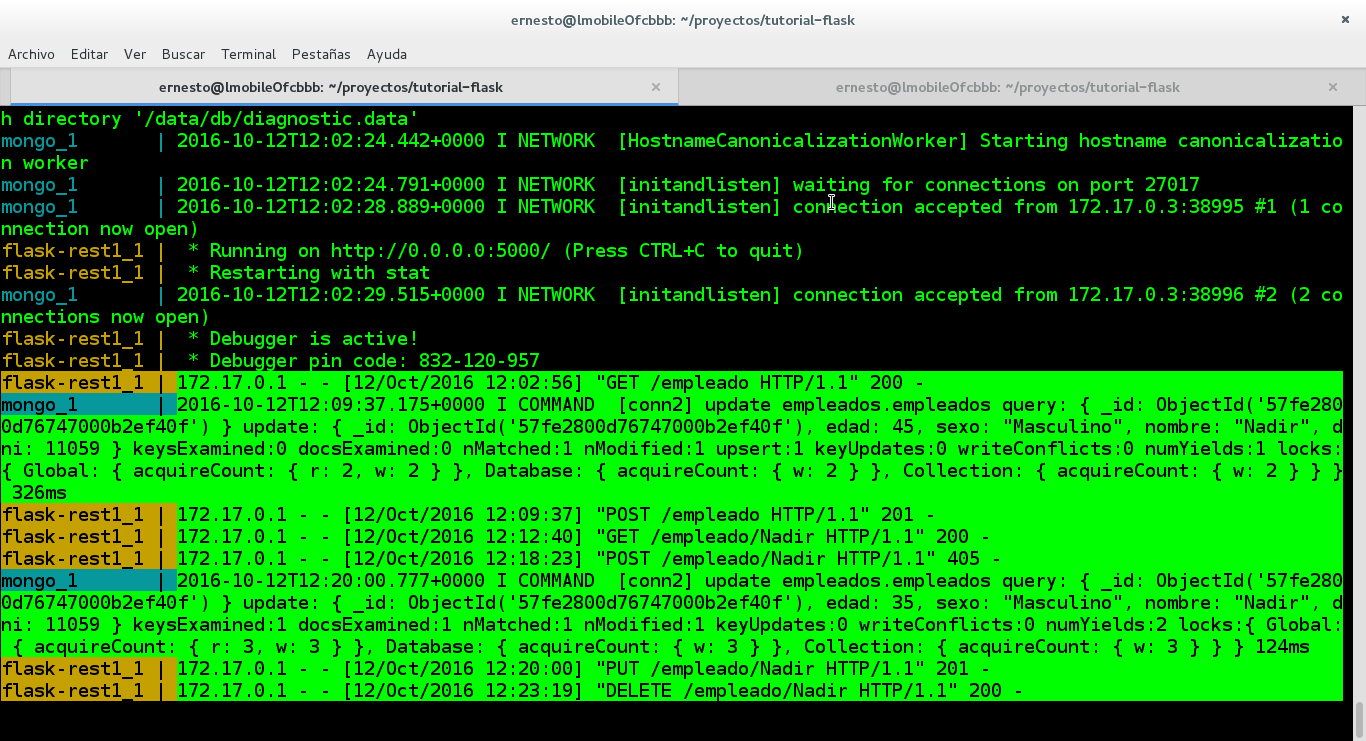 ernesto@lmobileOfcbbb: ~/proyectos/tutorial-flask
×
Archivo Editar Ver Buscar Terminal Pestañas Ayuda
ernesto@lmobileOfcbbb: ~/proyectos/tutorial-flask × ernesto@lmobileOfcbbb: ~/proyectos/tutorial-flask ×
h directory '/data/db/diagnostic.data'
mongo_1       | 2016-10-12T12:02:24.442+0000 I NETWORK  [HostnameCanonicalizationWorker] Starting hostname canonicalizatio
n worker
mongo_1       | 2016-10-12T12:02:24.791+0000 I NETWORK  [initandlisten] waiting for connections on port 27017
mongo_1       | 2016-10-12T12:02:28.889+0000 I NETWORK  [initandlisten] connection accepted from 172.17.0.3:38995 #1 (1 co
nnection now open)
flask-rest1_1 |  * Running on http://0.0.0.0:5000/ (Press CTRL+C to quit)
flask-rest1_1 |  * Restarting with stat
mongo_1       | 2016-10-12T12:02:29.515+0000 I NETWORK  [initandlisten] connection accepted from 172.17.0.3:38996 #2 (2 co
nnections now open)
flask-rest1_1 |  * Debugger is active!
flask-rest1_1 |  * Debugger pin code: 832-120-957
flask-rest1_1 | 172.17.0.1 - - [12/Oct/2016 12:02:56] "GET /empleado HTTP/1.1" 200 -
mongo_1       | 2016-10-12T12:09:37.175+0000 I COMMAND  [conn2] update empleados.empleados query: { _id: ObjectId('57fe280
0d76747000b2ef40f') } update: { _id: ObjectId('57fe2800d76747000b2ef40f'), edad: 45, sexo: "Masculino", nombre: "Nadir", d
ni: 11059 } keysExamined:0 docsExamined:0 nMatched:1 nModified:1 upsert:1 keyUpdates:0 writeConflicts:0 numYields:1 locks:
{ Global: { acquireCount: { r: 2, w: 2 } }, Database: { acquireCount: { w: 2 } }, Collection: { acquireCount: { w: 2 } } }
 326ms
flask-rest1_1 | 172.17.0.1 - - [12/Oct/2016 12:09:37] "POST /empleado HTTP/1.1" 201 -
flask-rest1_1 | 172.17.0.1 - - [12/Oct/2016 12:12:40] "GET /empleado/Nadir HTTP/1.1" 200 -
flask-rest1_1 | 172.17.0.1 - - [12/Oct/2016 12:18:23] "POST /empleado/Nadir HTTP/1.1" 405 -
mongo_1       | 2016-10-12T12:20:00.777+0000 I COMMAND  [conn2] update empleados.empleados query: { _id: ObjectId('57fe280
0d76747000b2ef40f') } update: { _id: ObjectId('57fe2800d76747000b2ef40f'), edad: 35, sexo: "Masculino", nombre: "Nadir", d
ni: 11059 } keysExamined:1 docsExamined:1 nMatched:1 nModified:1 keyUpdates:0 writeConflicts:0 numYields:2 locks:{ Global:
 { acquireCount: { r: 3, w: 3 } }, Database: { acquireCount: { w: 3 } }, Collection: { acquireCount: { w: 3 } } } 124ms
flask-rest1_1 | 172.17.0.1 - - [12/Oct/2016 12:20:00] "PUT /empleado/Nadir HTTP/1.1" 201 -
flask-rest1_1 | 172.17.0.1 - - [12/Oct/2016 12:23:19] "DELETE /empleado/Nadir HTTP/1.1" 200 -